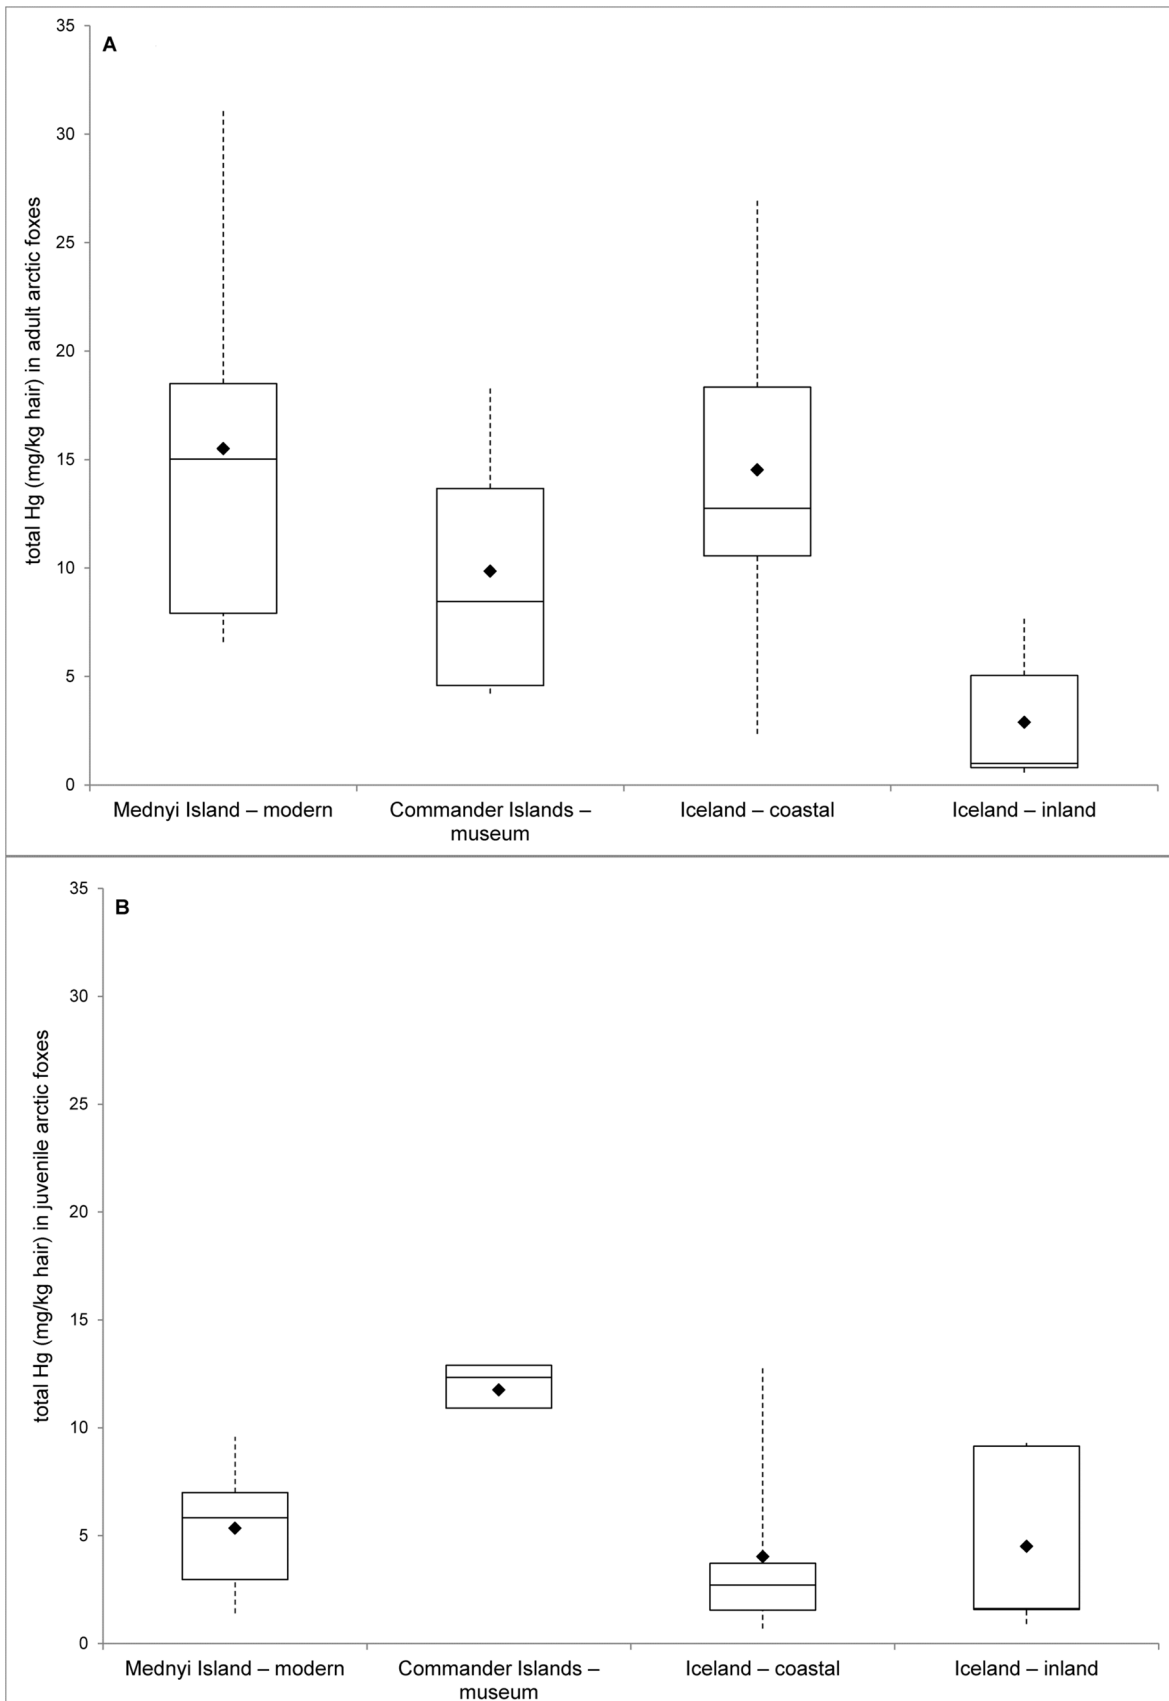 A
35
30
25
20
15
10
5
0
total Hg (mg/kg hair) in adult arctic foxes
Mednyi Island – modern
Commander Islands –
museum
Iceland – coastal
Iceland – inland
B
35
30
25
20
15
10
5
0
total Hg (mg/kg hair) in juvenile arctic foxes
Mednyi Island – modern
Commander Islands –
museum
Iceland – coastal
Iceland – inland